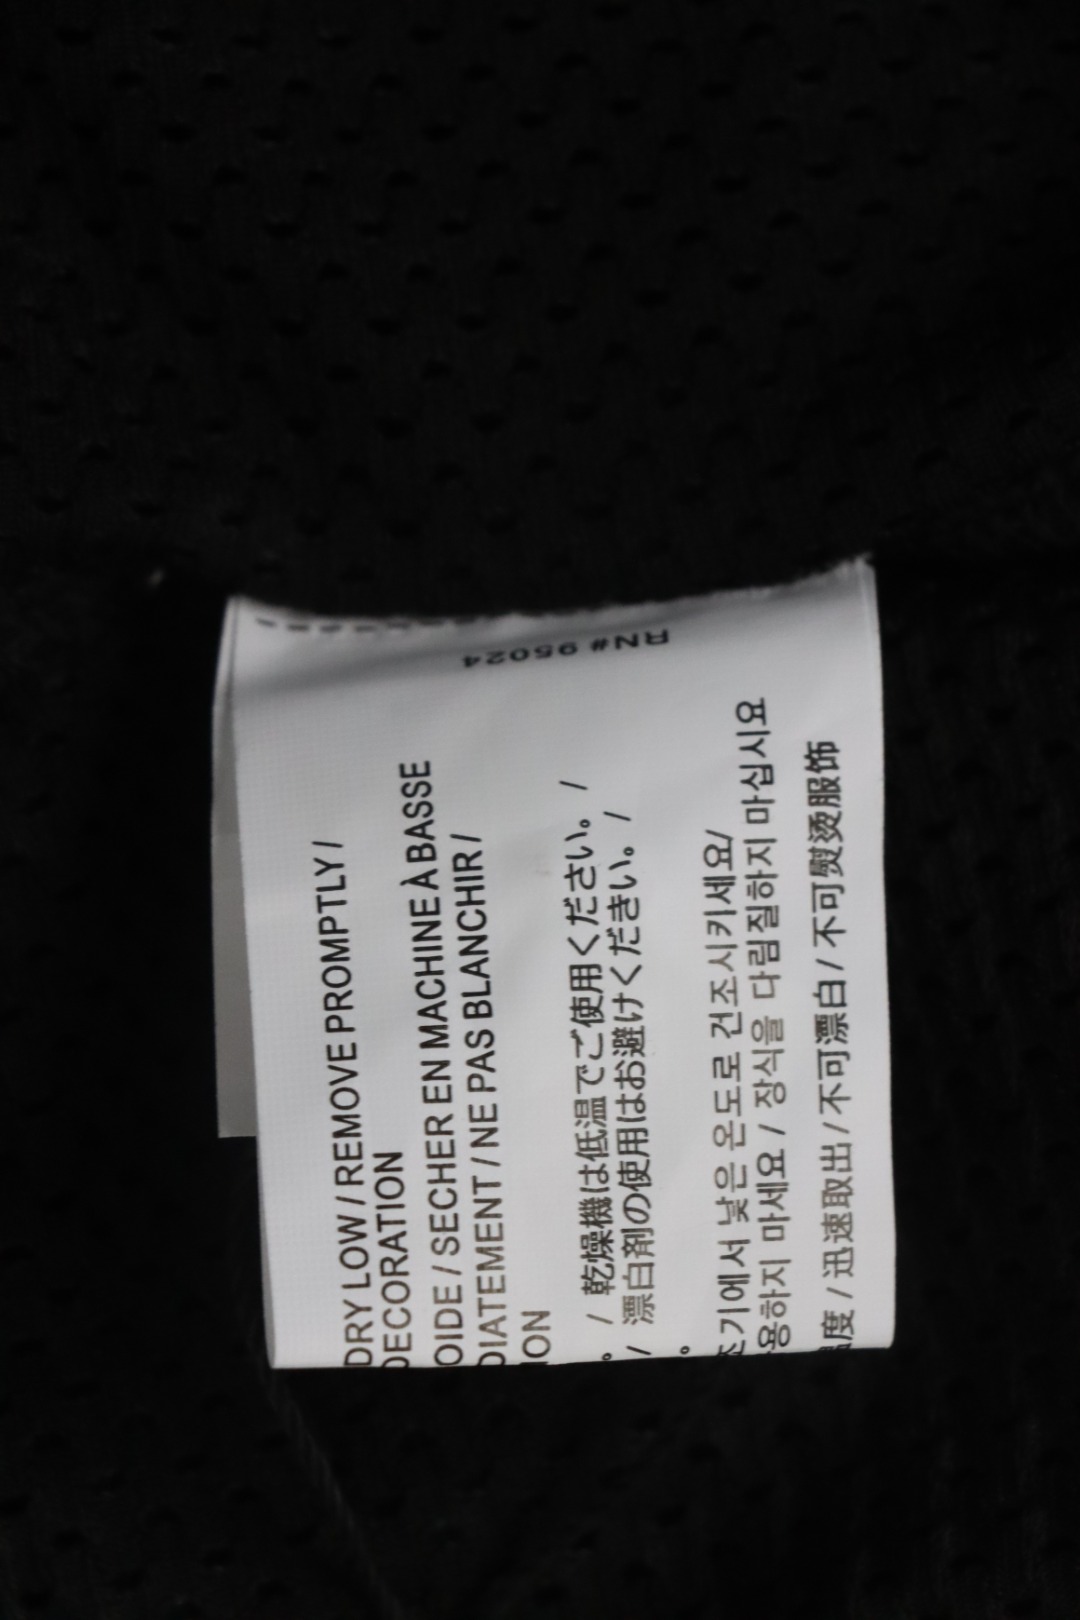 DRY LOW / REMOVE PROMPTLY /
DECORATION
OIDE / SECHER EN MACHINE À BASSE
DIATEMENT / NE PAS BLANCHIR /
ION
。 / 乾燥機は低温でご使用ください。 /
/ 漂白剤の使用はお避けくだきい。 /
。
조기에서 낮은 온도로 건조시키세요/
용하지 마세요 / 장식을 다림질하지 마십시요
温度 / 迅速取出 / 不可漂白 / 不可熨烫服饰
RN# 95024